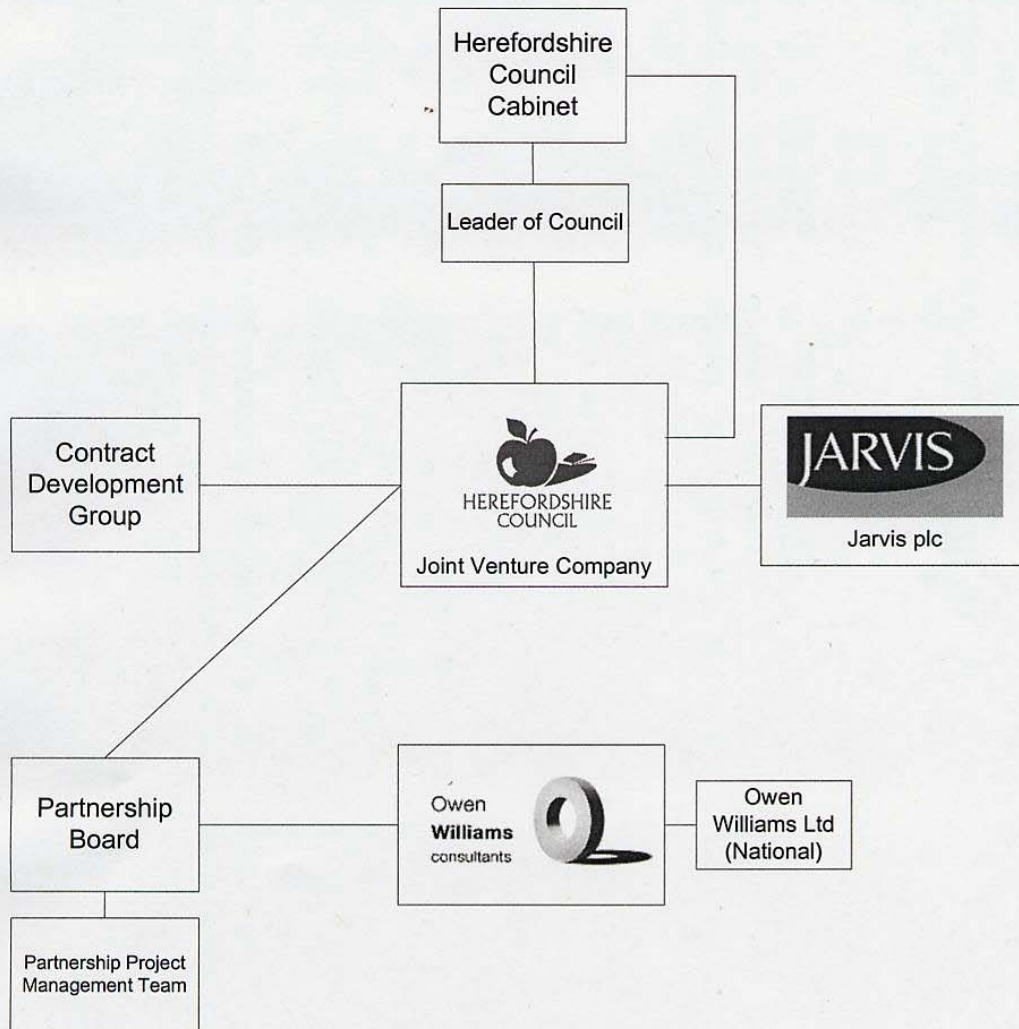 Herefordshire
Council
Cabinet
Leader of Council
Contract
Development
Group
HEREFORDSHIRE
COUNCIL
Joint Venture Company
JARVIS
Jarvis plc
Partnership
Board
Owen
Williams
consultants
Owen
Williams Ltd
(National)
Partnership Project
Management Team